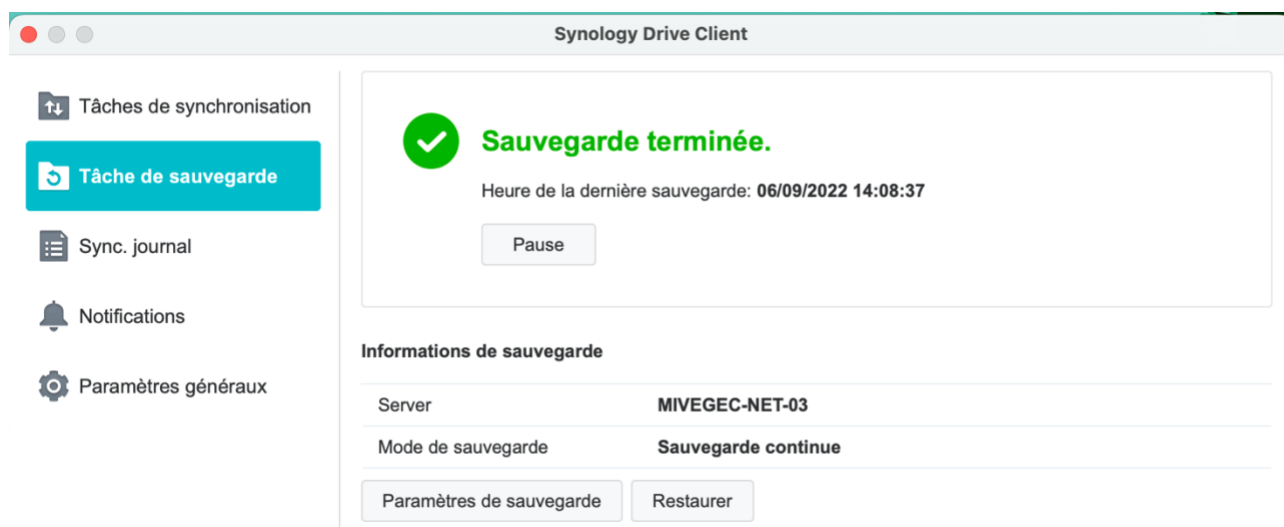 Synology Drive Client
Tâches de synchronisation
Tâche de sauvegarde
Sync. journal
Notifications
Paramètres généraux
Sauvegarde terminée.
Heure de la dernière sauvegarde: 06/09/2022 14:08:37
Pause
Informations de sauvegarde
Server MIVEGEC-NET-03
Mode de sauvegarde Sauvegarde continue
Paramètres de sauvegarde Restaurer